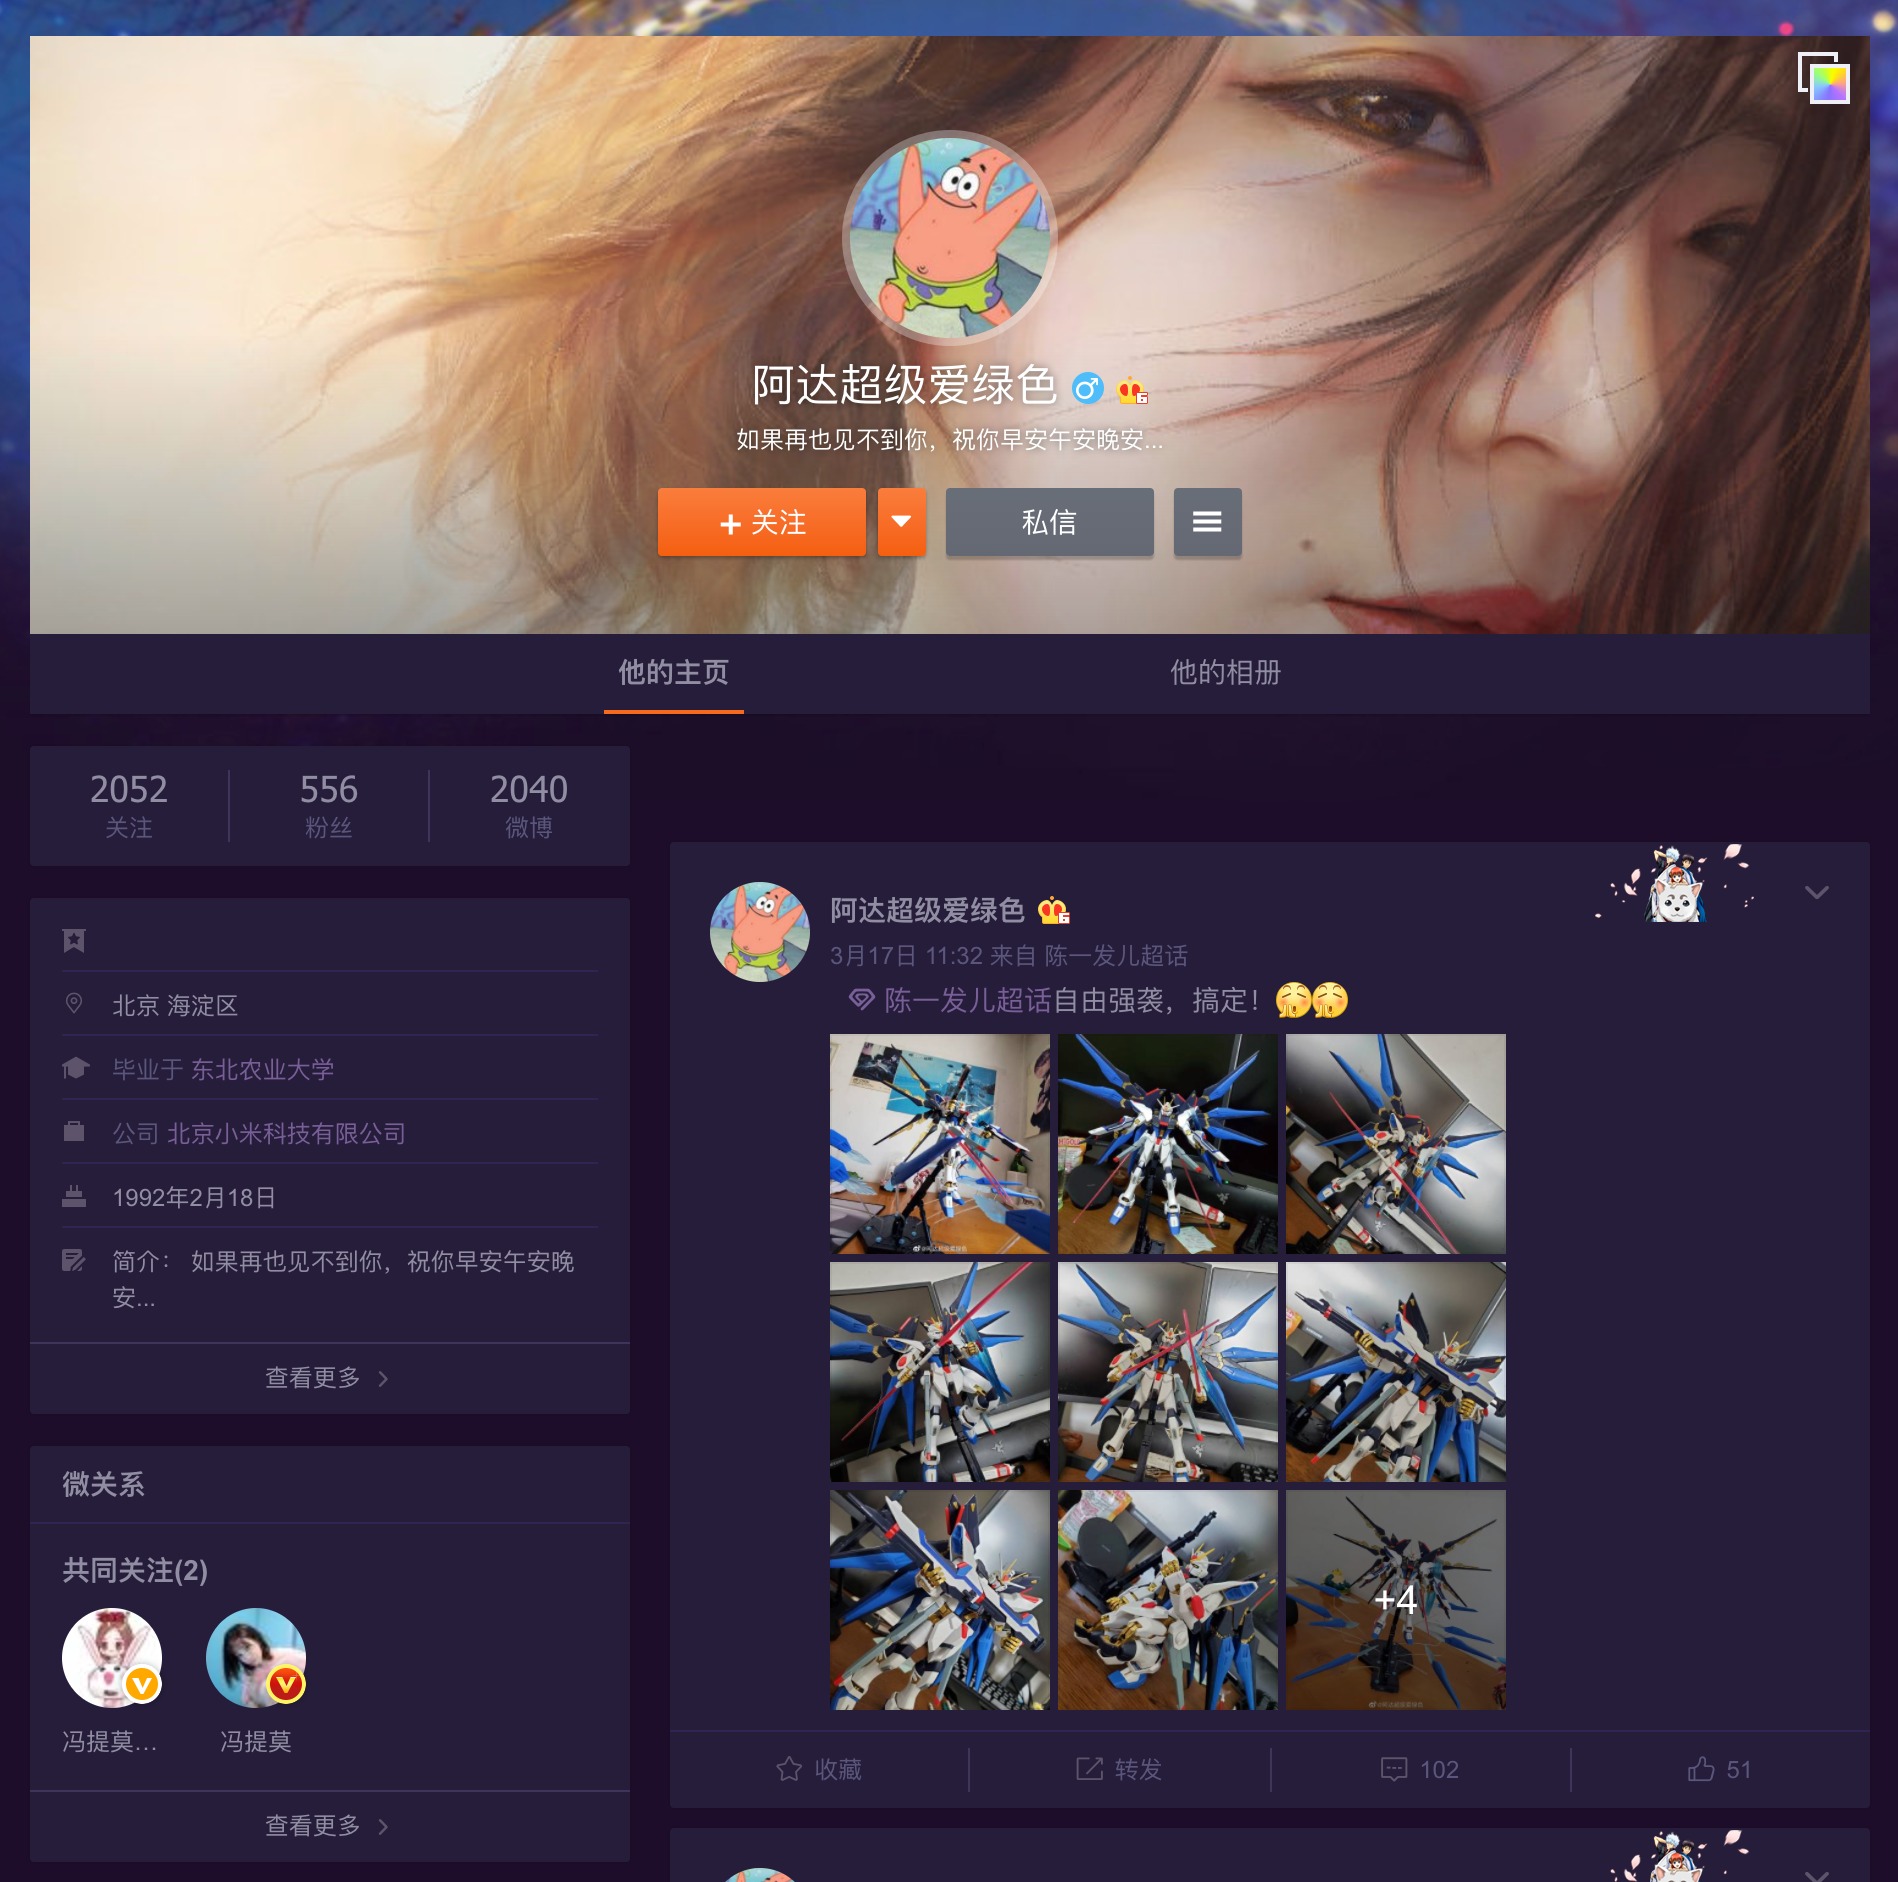 阿达超级爱绿色
如果再也见不到你，祝你早安午安晚安...
+ 关注
私信
他的主页
他的相册
2052
556
2040
关注
粉丝
微博
北京 海淀区
毕业于 东北农业大学
公司 北京小米科技有限公司
1992年2月18日
简介： 如果再也见不到你，祝你早安午安晚
安...
查看更多
微关系
共同关注(2)
冯提莫...
冯提莫
查看更多
阿达超级爱绿色
3月17日 11:32 来自 陈一发儿超话
陈一发儿超话自由强袭，搞定！
+4
收藏
转发
102
51